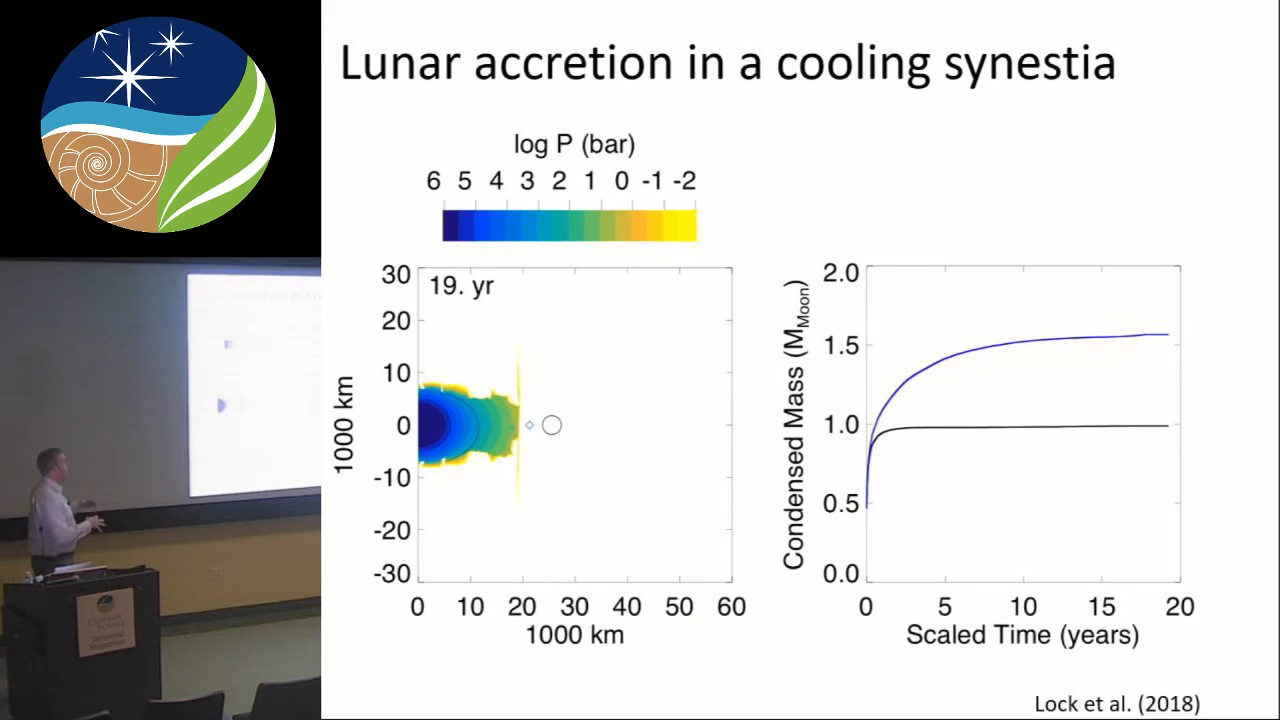 Lunar accretion in a cooling synestia
log P (bar)
6 5 4 3 2 1 0 -1 -2
30
20
10
0
-10
-20
-30
1000 km
19. yr
0 10 20 30 40 50 60
1000 km
2.0
1.5
1.0
0.5
0.0
Condensed Mass (M_Moon)
0 5 10 15 20
Scaled Time (years)
Lock et al. (2018)